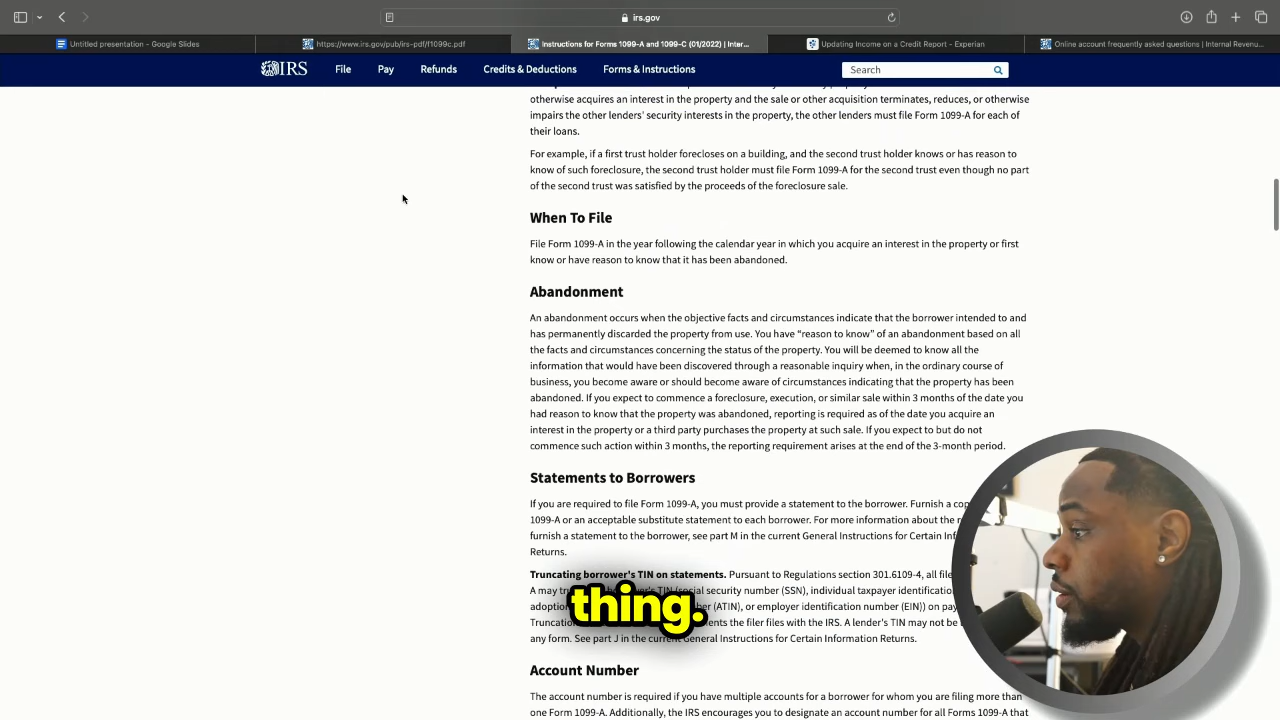 irs.gov
Untitled presentation - Google Slides
https://www.irs.gov/pub/irs-pdf/f1099c.pdf
Instructions for Forms 1099-A and 1099-C (01/2022) | Inter...
Updating Income on a Credit Report - Experian
Online account frequently asked questions | Internal Revenu...
IRS File Pay Refunds Credits & Deductions Forms & Instructions Search
otherwise acquires an interest in the property and the sale or other acquisition terminates, reduces, or otherwise
impairs the other lenders' security interests in the property, the other lenders must file Form 1099-A for each of
their loans.
For example, if a first trust holder forecloses on a building, and the second trust holder knows or has reason to
know of such foreclosure, the second trust holder must file Form 1099-A for the second trust even though no part
of the second trust was satisfied by the proceeds of the foreclosure sale.
When To File
File Form 1099-A in the year following the calendar year in which you acquire an interest in the property or first
know or have reason to know that it has been abandoned.
Abandonment
An abandonment occurs when the objective facts and circumstances indicate that the borrower intended to and
has permanently discarded the property from use. You have “reason to know” of an abandonment based on all
the facts and circumstances concerning the status of the property. You will be deemed to know all the
information that would have been discovered through a reasonable inquiry when, in the ordinary course of
business, you become aware or should become aware of circumstances indicating that the property has been
abandoned. If you expect to commence a foreclosure, execution, or similar sale within 3 months of the date you
had reason to know that the property was abandoned, reporting is required as of the date you acquire an
interest in the property or a third party purchases the property at such sale. If you expect to but do not
commence such action within 3 months, the reporting requirement arises at the end of the 3-month period.
Statements to Borrowers
If you are required to file Form 1099-A, you must provide a statement to the borrower. Furnish a
1099-A or an acceptable substitute statement to each borrower. For more information about the
furnish a statement to the borrower, see part M in the current General Instructions for Certain
Returns.
Truncating borrower's TIN on statements. Pursuant to Regulations section 301.6109-4, all
A may TIN (social security number (SSN), individual taxpayer identification
adoption (ATIN), or employer identification number (EIN)) on
the filer files with the IRS. A lender's TIN may not be
any form. See part J in the current General Instructions for Certain Information Returns.
thing.
Account Number
The account number is required if you have multiple accounts for a borrower for whom you are filing more than
one Form 1099-A. Additionally, the IRS encourages you to designate an account number for all Forms 1099-A that